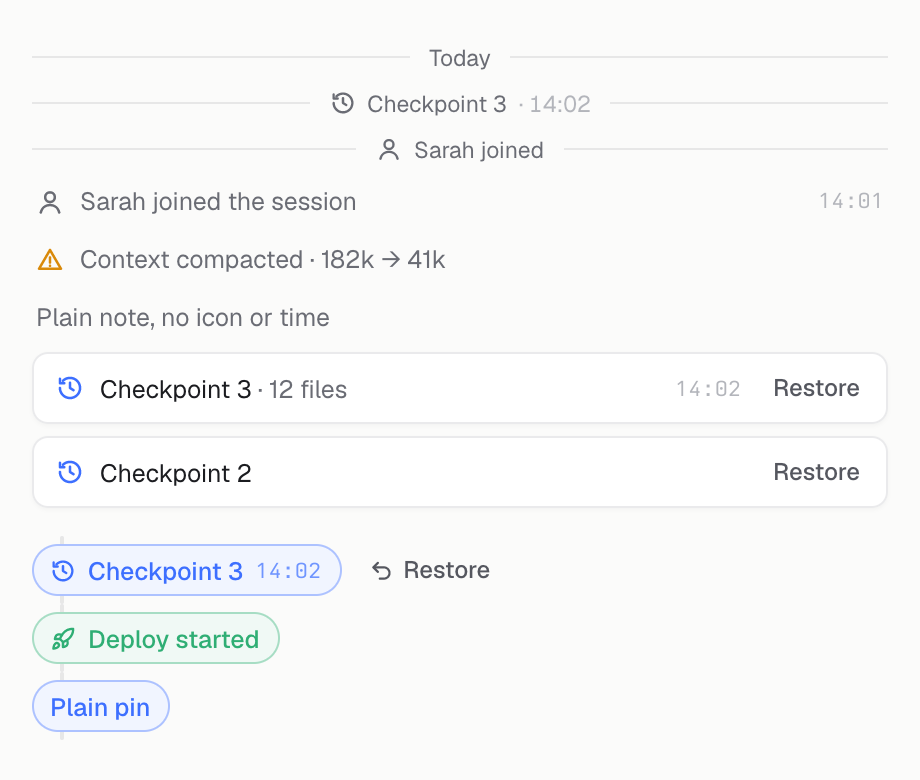 Today
Checkpoint 3 · 14:02
Sarah joined
Sarah joined the session 14:01
Context compacted · 182k → 41k
Plain note, no icon or time
Checkpoint 3 · 12 files 14:02 Restore
Checkpoint 2 Restore
Checkpoint 3 14:02 Restore
Deploy started
Plain pin